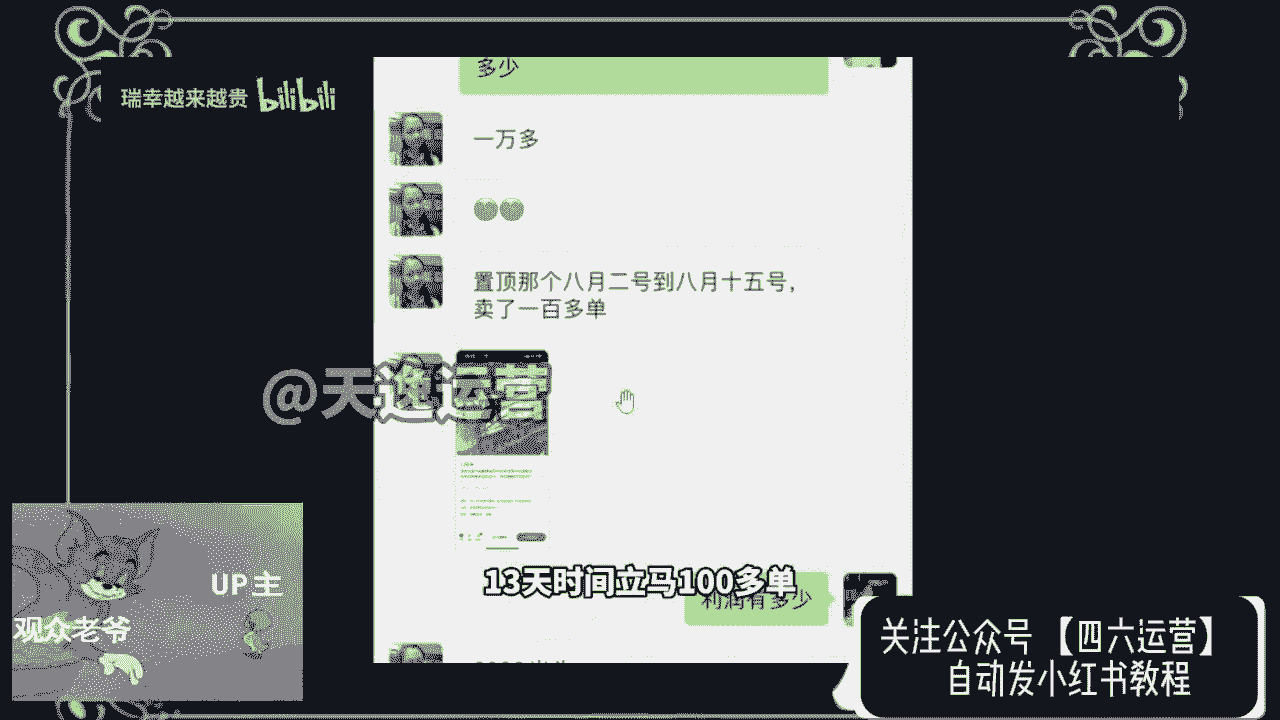 多少
瑞幸越来越贵 bilibili
一万多
置顶那个八月二号到八月十五号，
卖了一百多单
@天逸运营
13天时间立马100多单
利润有多少
UP主
观众老爷
关注公众号【四六运营】
自动发小红书教程